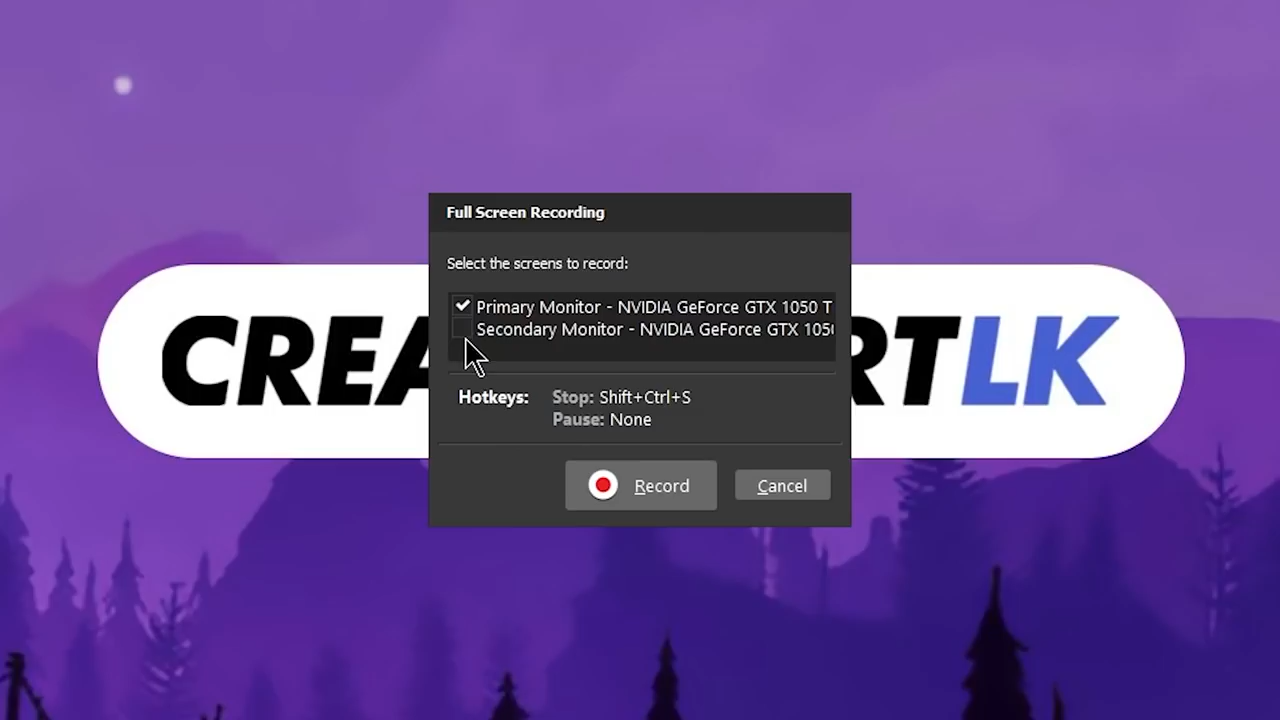 Full Screen Recording
Select the screens to record:
Primary Monitor - NVIDIA GeForce GTX 1050 T
Secondary Monitor - NVIDIA GeForce GTX 105
CREA RTLK
Hotkeys: Stop: Shift+Ctrl+S
Pause: None
Record Cancel